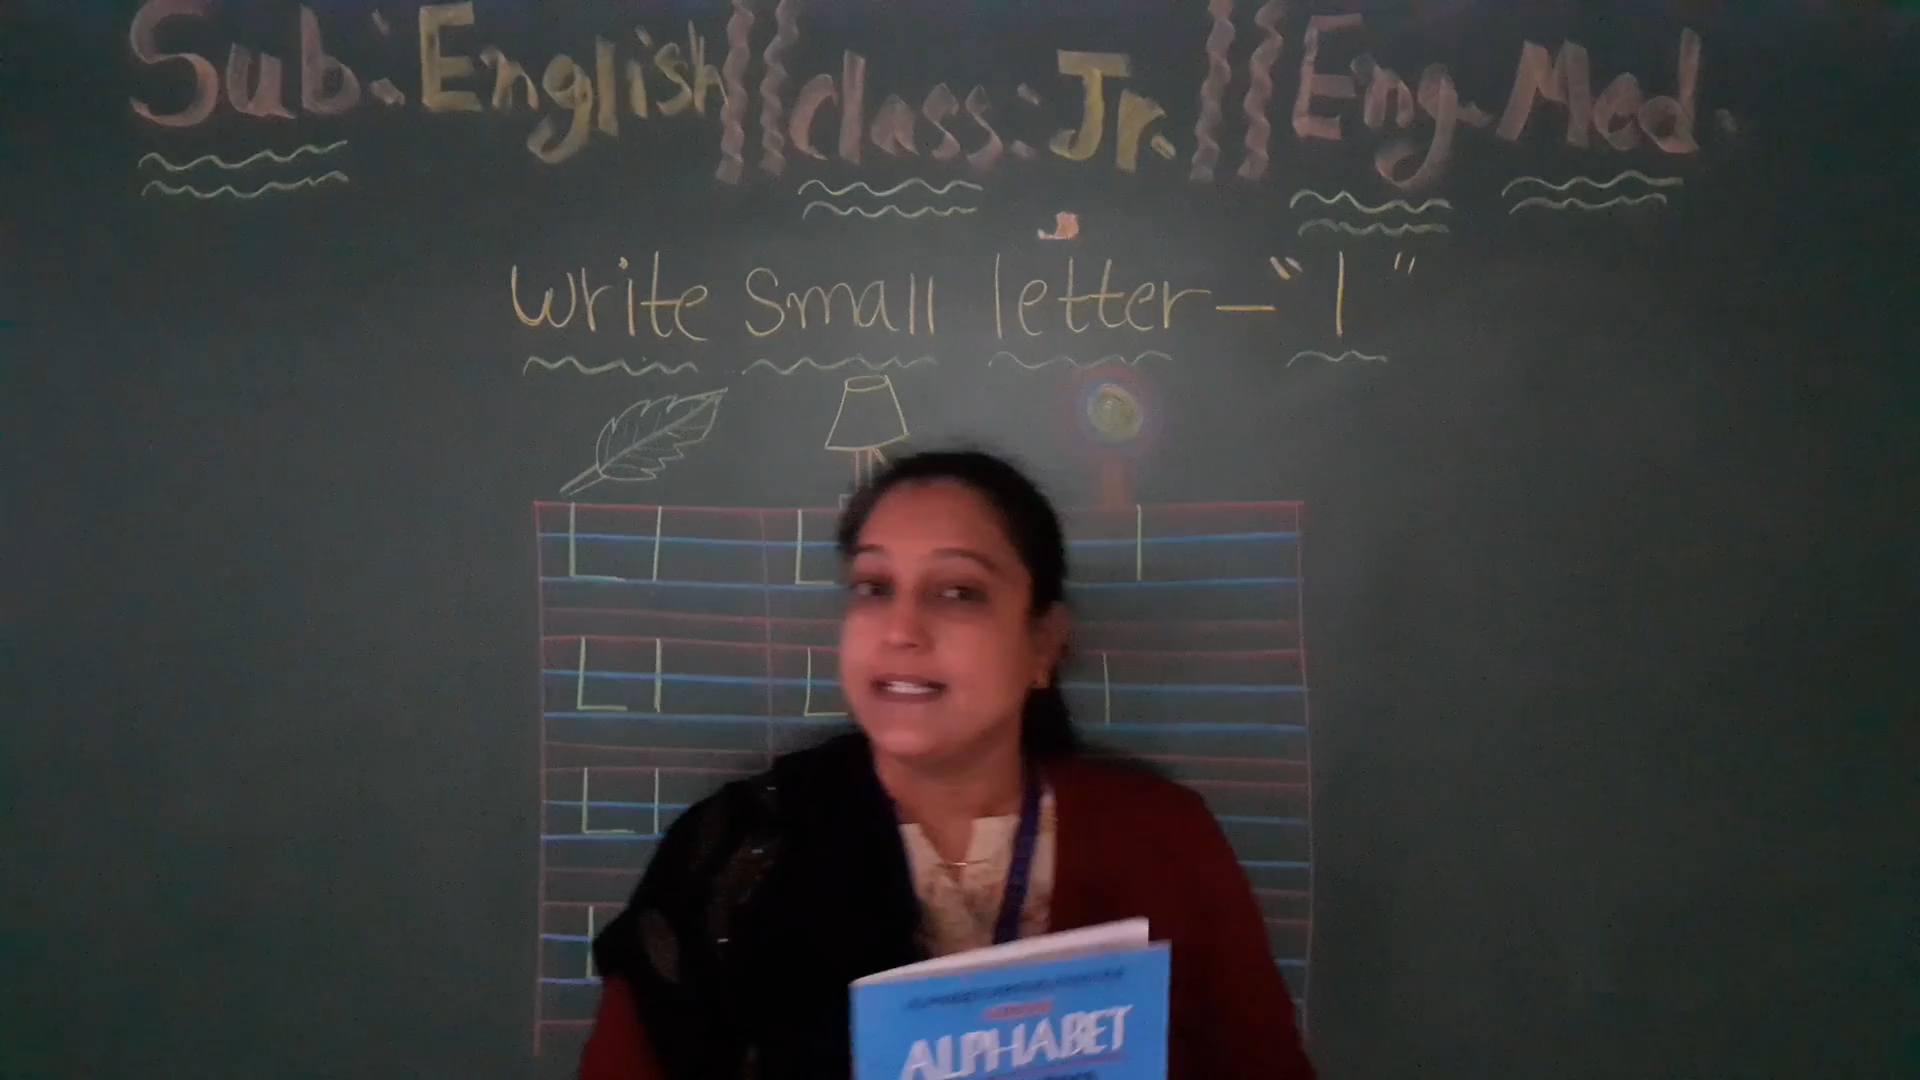 Sub: English || class: Jr. || Eng. Med.
write small letter - "l"
L l L l
L l L l
L l
L
ALPHABET